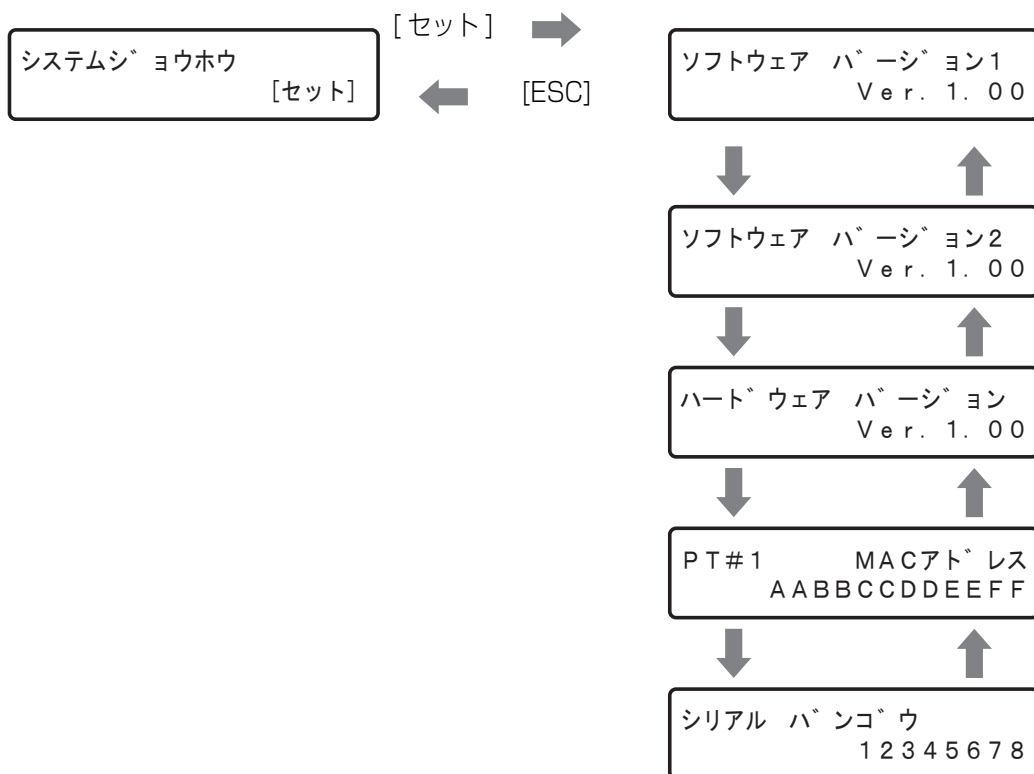 [セット]
システムジョウホウ
[セット]
[ESC]
ソフトウェア バージョン1
Ver. 1. 00
ソフトウェア バージョン2
Ver. 1. 00
ハードウェア バージョン
Ver. 1. 00
PT#1 MACアドレス
AABBCCDDEEFF
シリアル バンゴウ
12345678